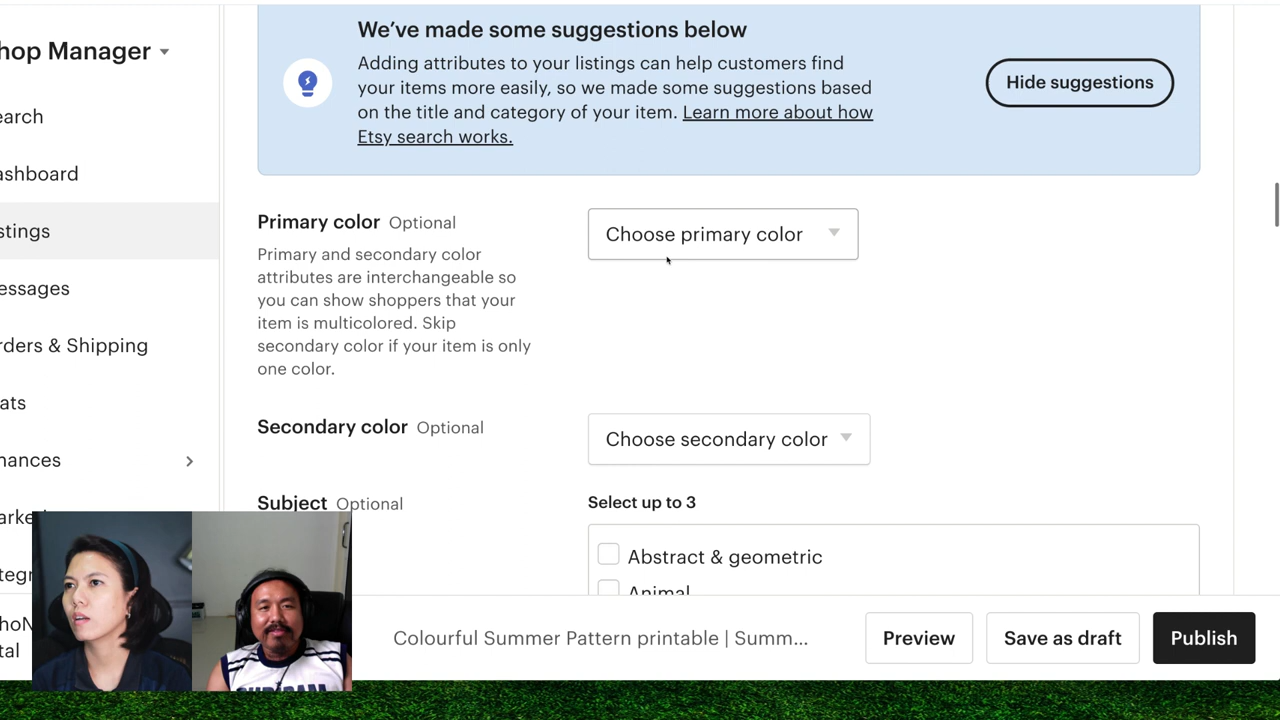 We've made some suggestions below
Adding attributes to your listings can help customers find
your items more easily, so we made some suggestions based
on the title and category of your item. Learn more about how
Etsy search works.
Hide suggestions
hop Manager
earch
ashboard
stings
essages
rders & Shipping
ats
nances
arke
tegr
hoN
tal
Primary color Optional
Choose primary color
Primary and secondary color
attributes are interchangeable so
you can show shoppers that your
item is multicolored. Skip
secondary color if your item is only
one color.
Secondary color Optional
Choose secondary color
Subject Optional
Select up to 3
Abstract & geometric
Animal
Colourful Summer Pattern printable | Summ...
Preview
Save as draft
Publish